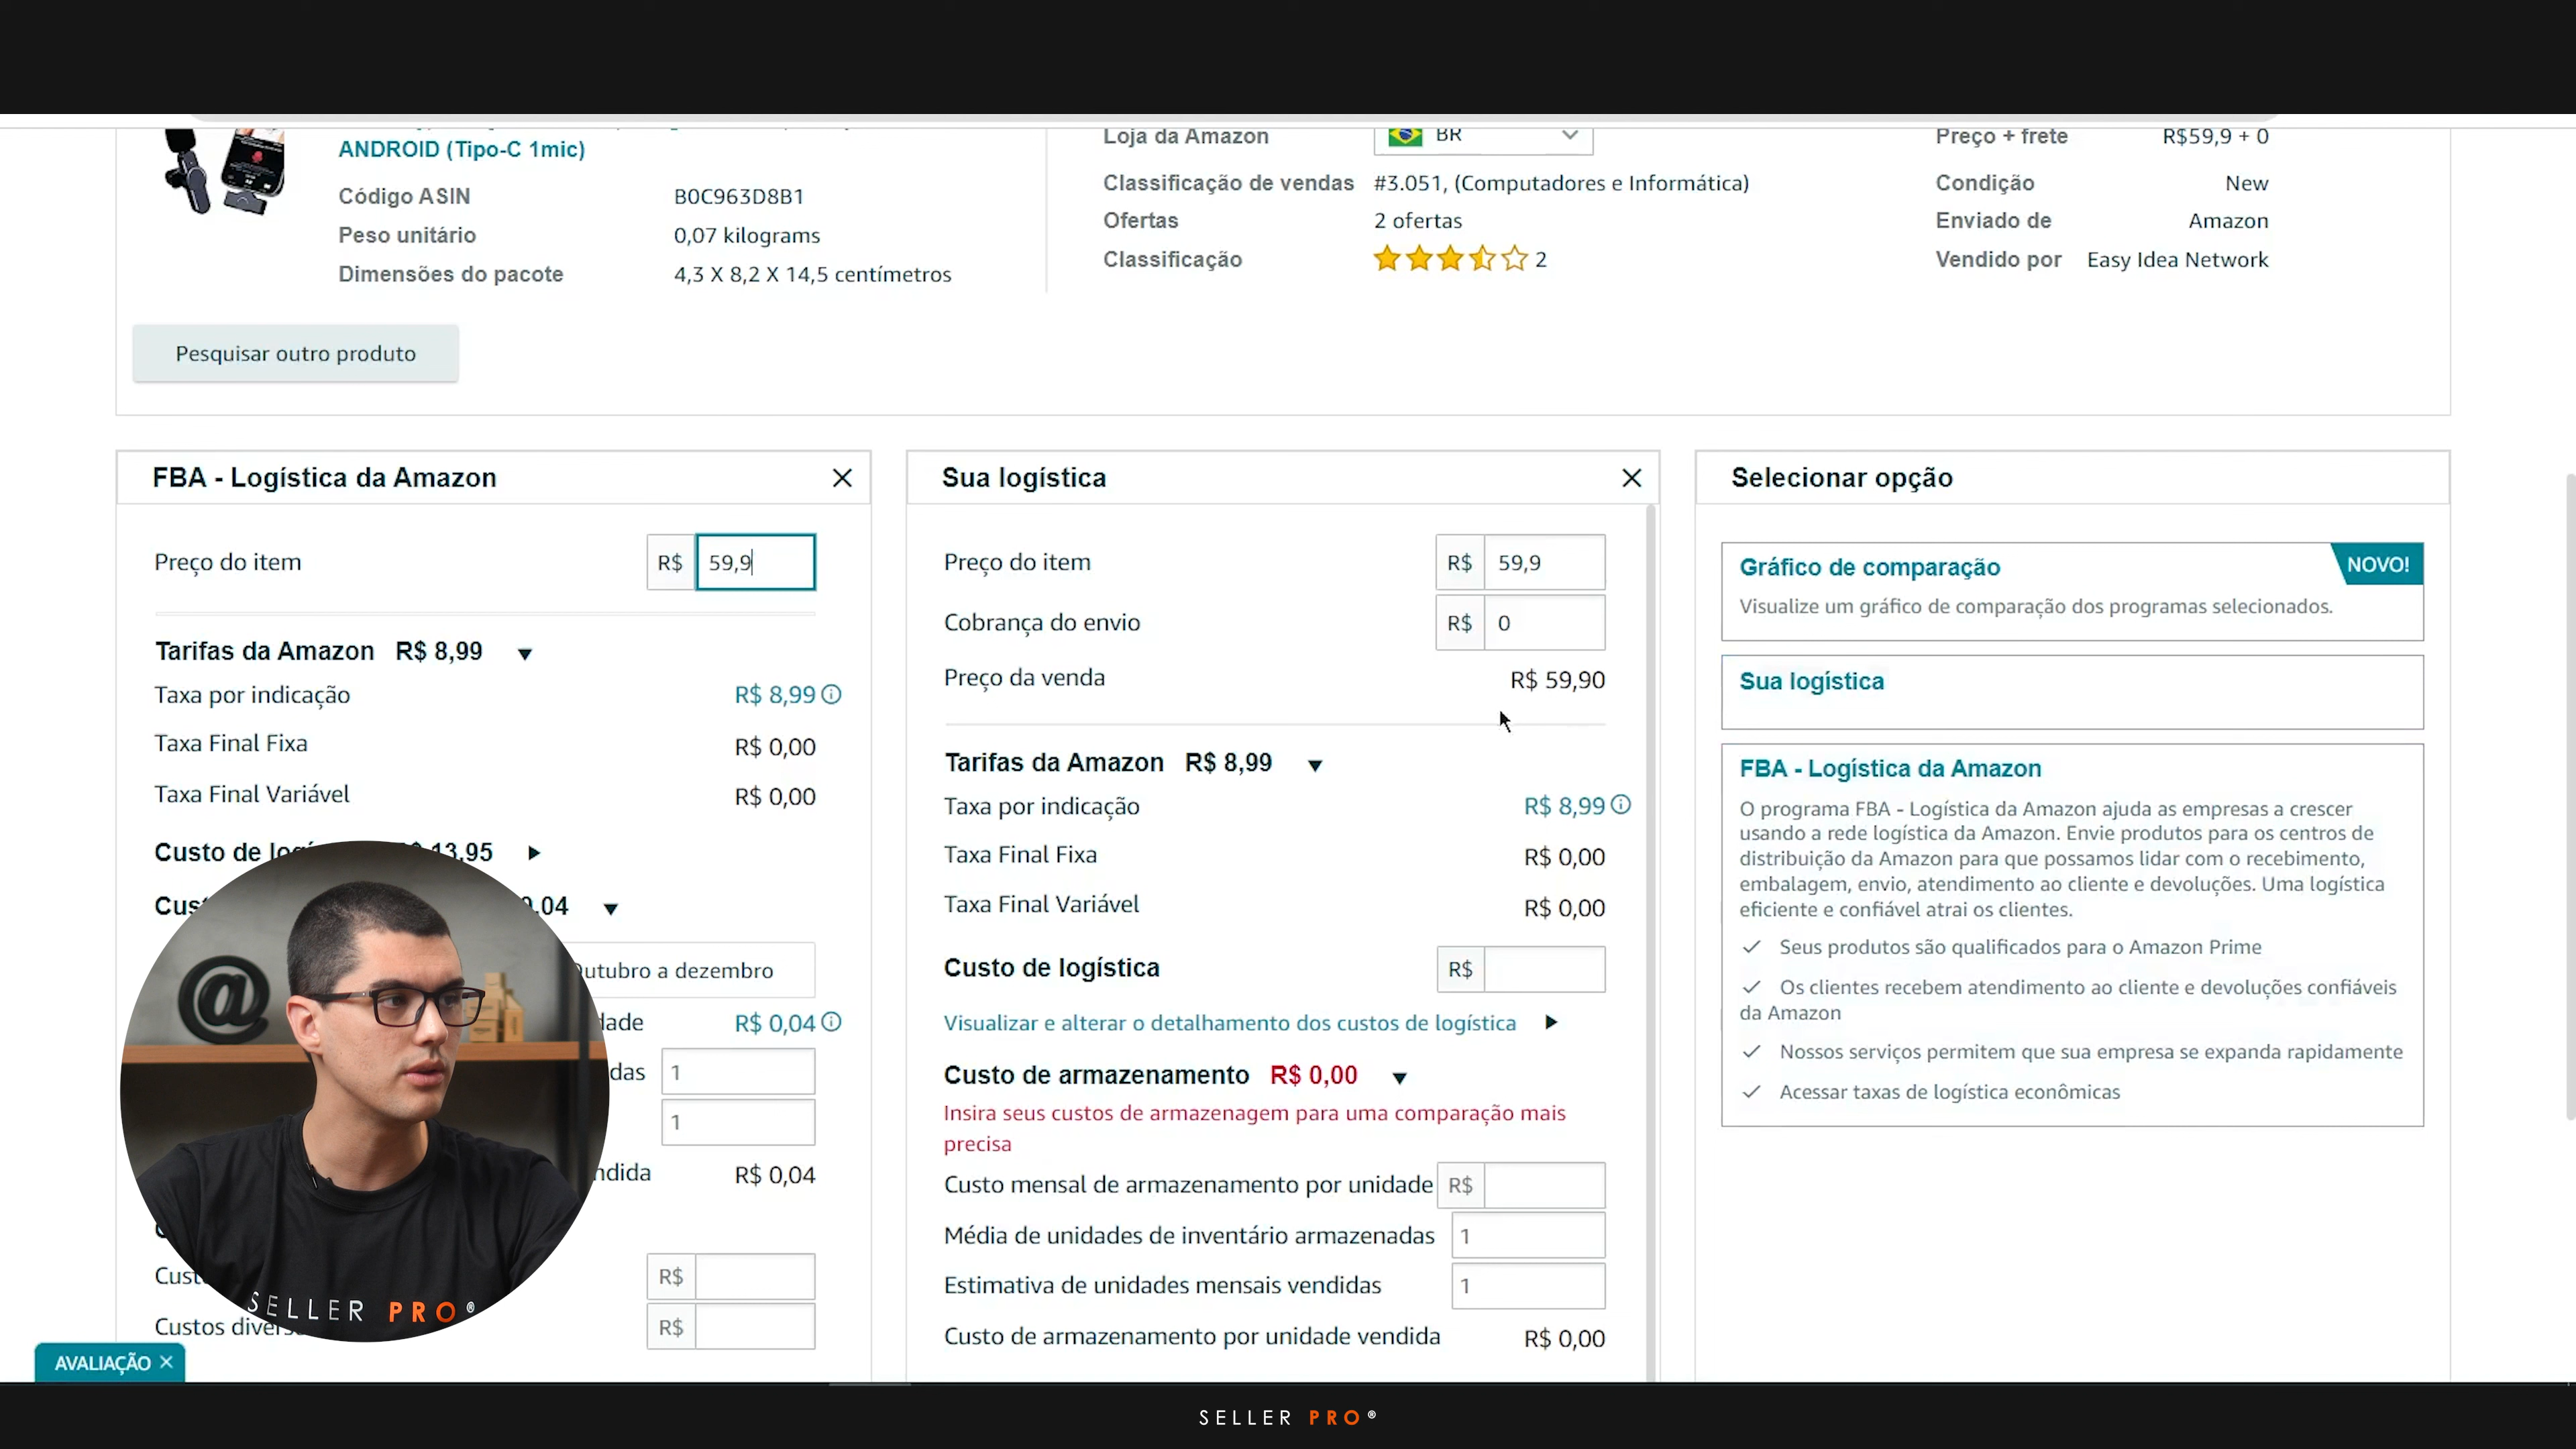 ANDROID (Tipo-C 1mic)
Código ASIN B0C963D8B1
Peso unitário 0,07 kilograms
Dimensões do pacote 4,3 X 8,2 X 14,5 centímetros
Loja da Amazon BR
Classificação de vendas #3.051, (Computadores e Informática)
Ofertas 2 ofertas
Classificação 2
Preço + frete R$59,9 + 0
Condição New
Enviado de Amazon
Vendido por Easy Idea Network
Pesquisar outro produto
FBA - Logística da Amazon
Preço do item R$ 59,9
Tarifas da Amazon R$ 8,99
Taxa por indicação R$ 8,99
Taxa Final Fixa R$ 0,00
Taxa Final Variável R$ 0,00
Custo de 13,95
04
Outubro a dezembro
R$ 0,04
1
1
R$ 0,04
R$
Custos R$
Sua logística
Preço do item R$ 59,9
Cobrança do envio R$ 0
Preço da venda R$ 59,90
Tarifas da Amazon R$ 8,99
Taxa por indicação R$ 8,99
Taxa Final Fixa R$ 0,00
Taxa Final Variável R$ 0,00
Custo de logística R$
Visualizar e alterar o detalhamento dos custos de logística
Custo de armazenamento R$ 0,00
Insira seus custos de armazenagem para uma comparação mais
precisa
Custo mensal de armazenamento por unidade R$
Média de unidades de inventário armazenadas 1
Estimativa de unidades mensais vendidas 1
Custo de armazenamento por unidade vendida R$ 0,00
Selecionar opção
Gráfico de comparação NOVO!
Visualize um gráfico de comparação dos programas selecionados.
Sua logística
FBA - Logística da Amazon
O programa FBA - Logística da Amazon ajuda as empresas a crescer
usando a rede logística da Amazon. Envie produtos para os centros de
distribuição da Amazon para que possamos lidar com o recebimento,
embalagem, envio, atendimento ao cliente e devoluções. Uma logística
eficiente e confiável atrai os clientes.
Seus produtos são qualificados para o Amazon Prime
Os clientes recebem atendimento ao cliente e devoluções confiáveis
da Amazon
Nossos serviços permitem que sua empresa se expanda rapidamente
Acessar taxas de logística econômicas
@
SELLER PRO®
AVALIAÇÃO
SELLER PRO®